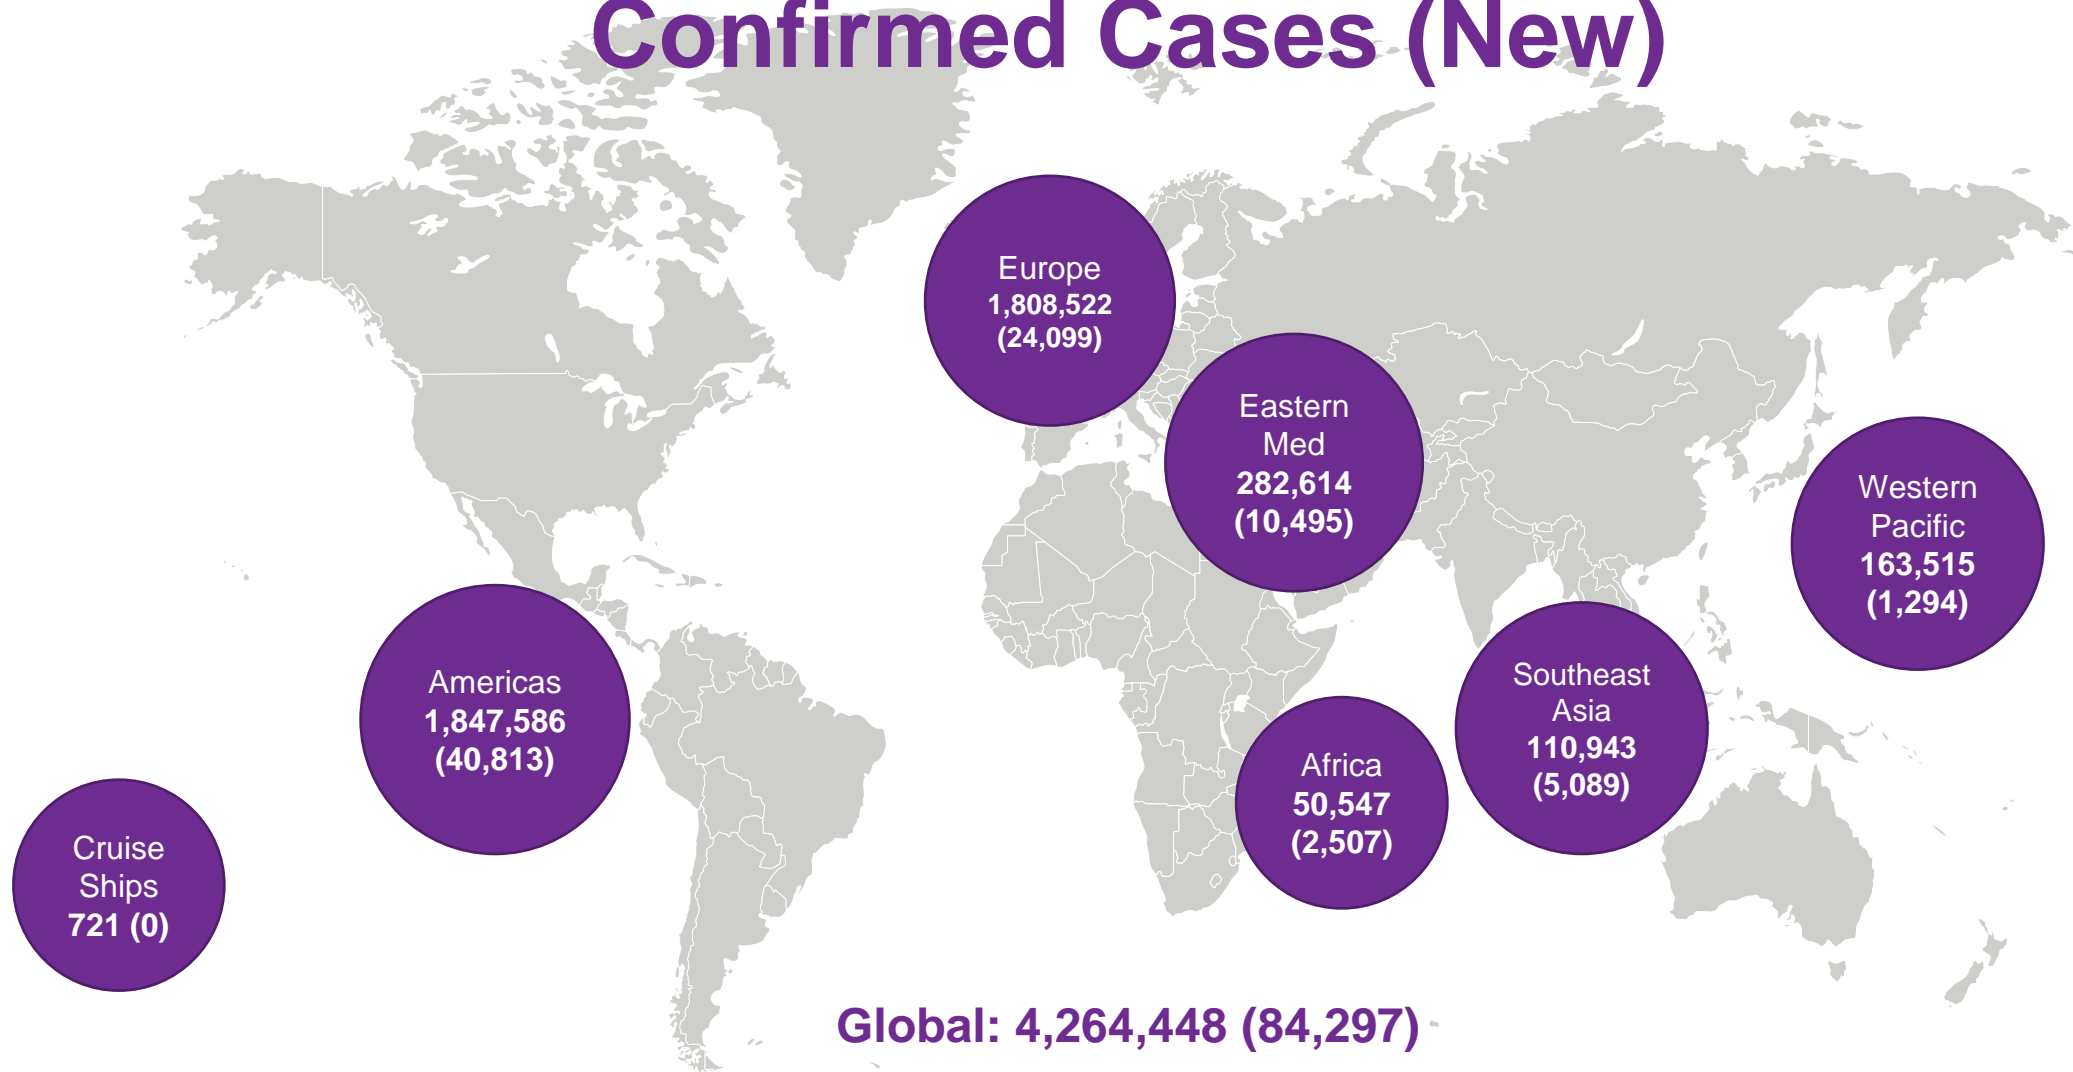 Confirmed Cases (New)
Europe
1,808,522
(24,099)
Eastern
Med
282,614
(10,495)
Western
Pacific
163,515
(1,294)
Americas
1,847,586
(40,813)
Southeast
Asia
110,943
(5,089)
Africa
50,547
(2,507)
Cruise
Ships
721 (0)
Global: 4,264,448 (84,297)